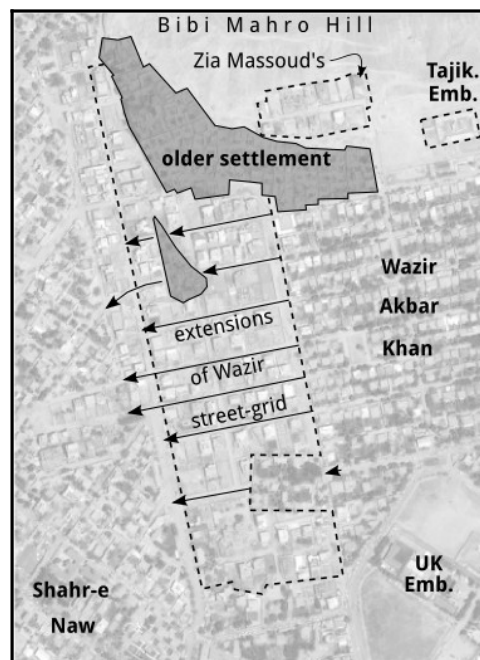 Bibi Mahro Hill
Zia Massoud's
Tajik.
Emb.
older settlement
Wazir
Akbar
Khan
extensions
of Wazir
street-grid
UK
Emb.
Shahr-e
Naw